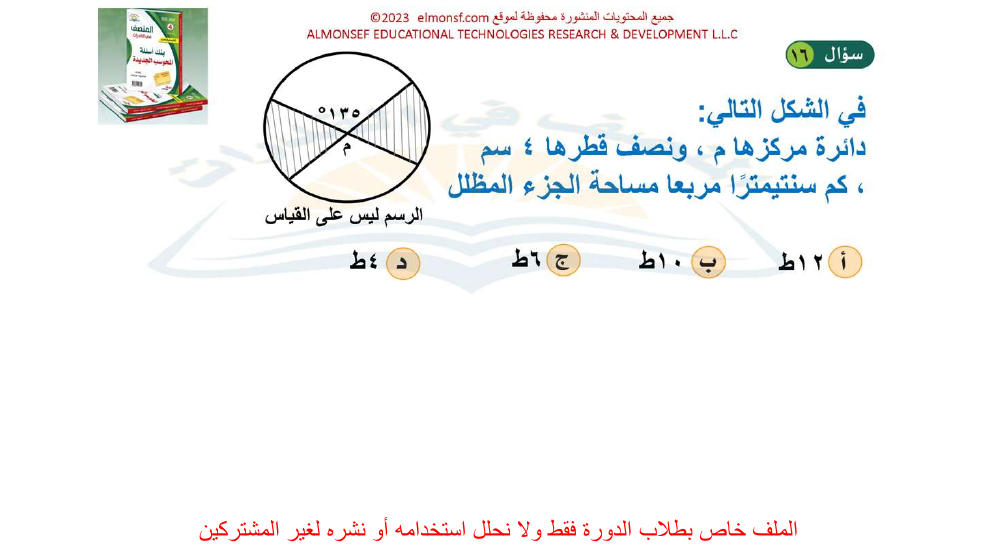 جميع المحتويات المنشورة محفوظة لموقع elmonsf.com ©2023
ALMONSEF EDUCATIONAL TECHNOLOGIES RESEARCH & DEVELOPMENT L.L.C
سؤال ١٦
في الشكل التالي:
دائرة مركزها م ، ونصف قطرها ٤ سم
، كم سنتيمترًا مربعا مساحة الجزء المظلل
١٣٥°
م
الرسم ليس على القياس
أ ١٢ط ب ١٠ط ج ٦ط د ٤ط
المنصف
بنك أسئلة
المحوسب الجديدة
الملف خاص بطلاب الدورة فقط ولا نحلل استخدامه أو نشره لغير المشتركين